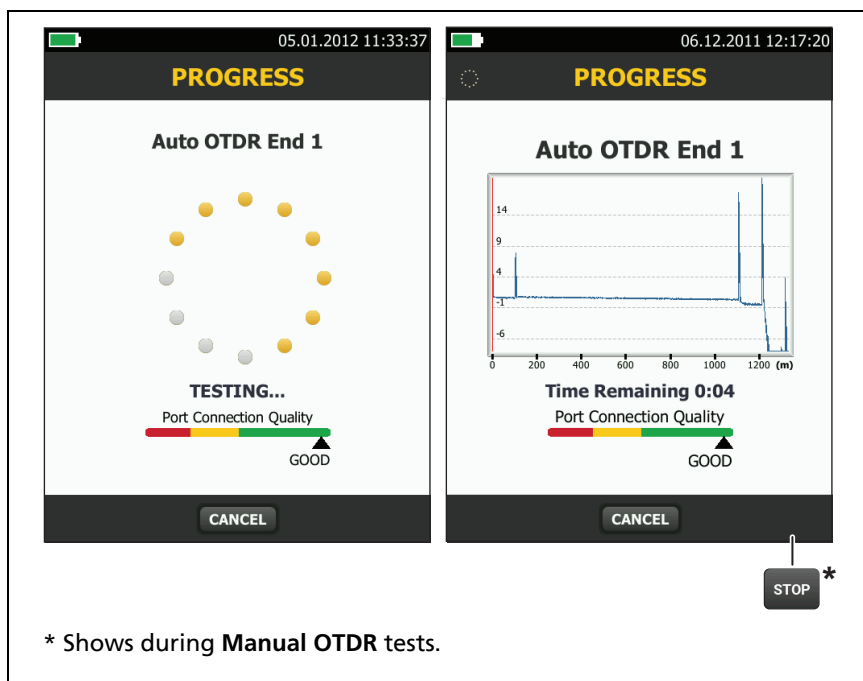 05.01.2012 11:33:37
PROGRESS
Auto OTDR End 1
TESTING...
Port Connection Quality
GOOD
CANCEL
06.12.2011 12:17:20
PROGRESS
Auto OTDR End 1
14
9
4
-1
-6
0 200 400 600 800 1000 1200 (m)
Time Remaining 0:04
Port Connection Quality
GOOD
CANCEL
STOP *
* Shows during Manual OTDR tests.